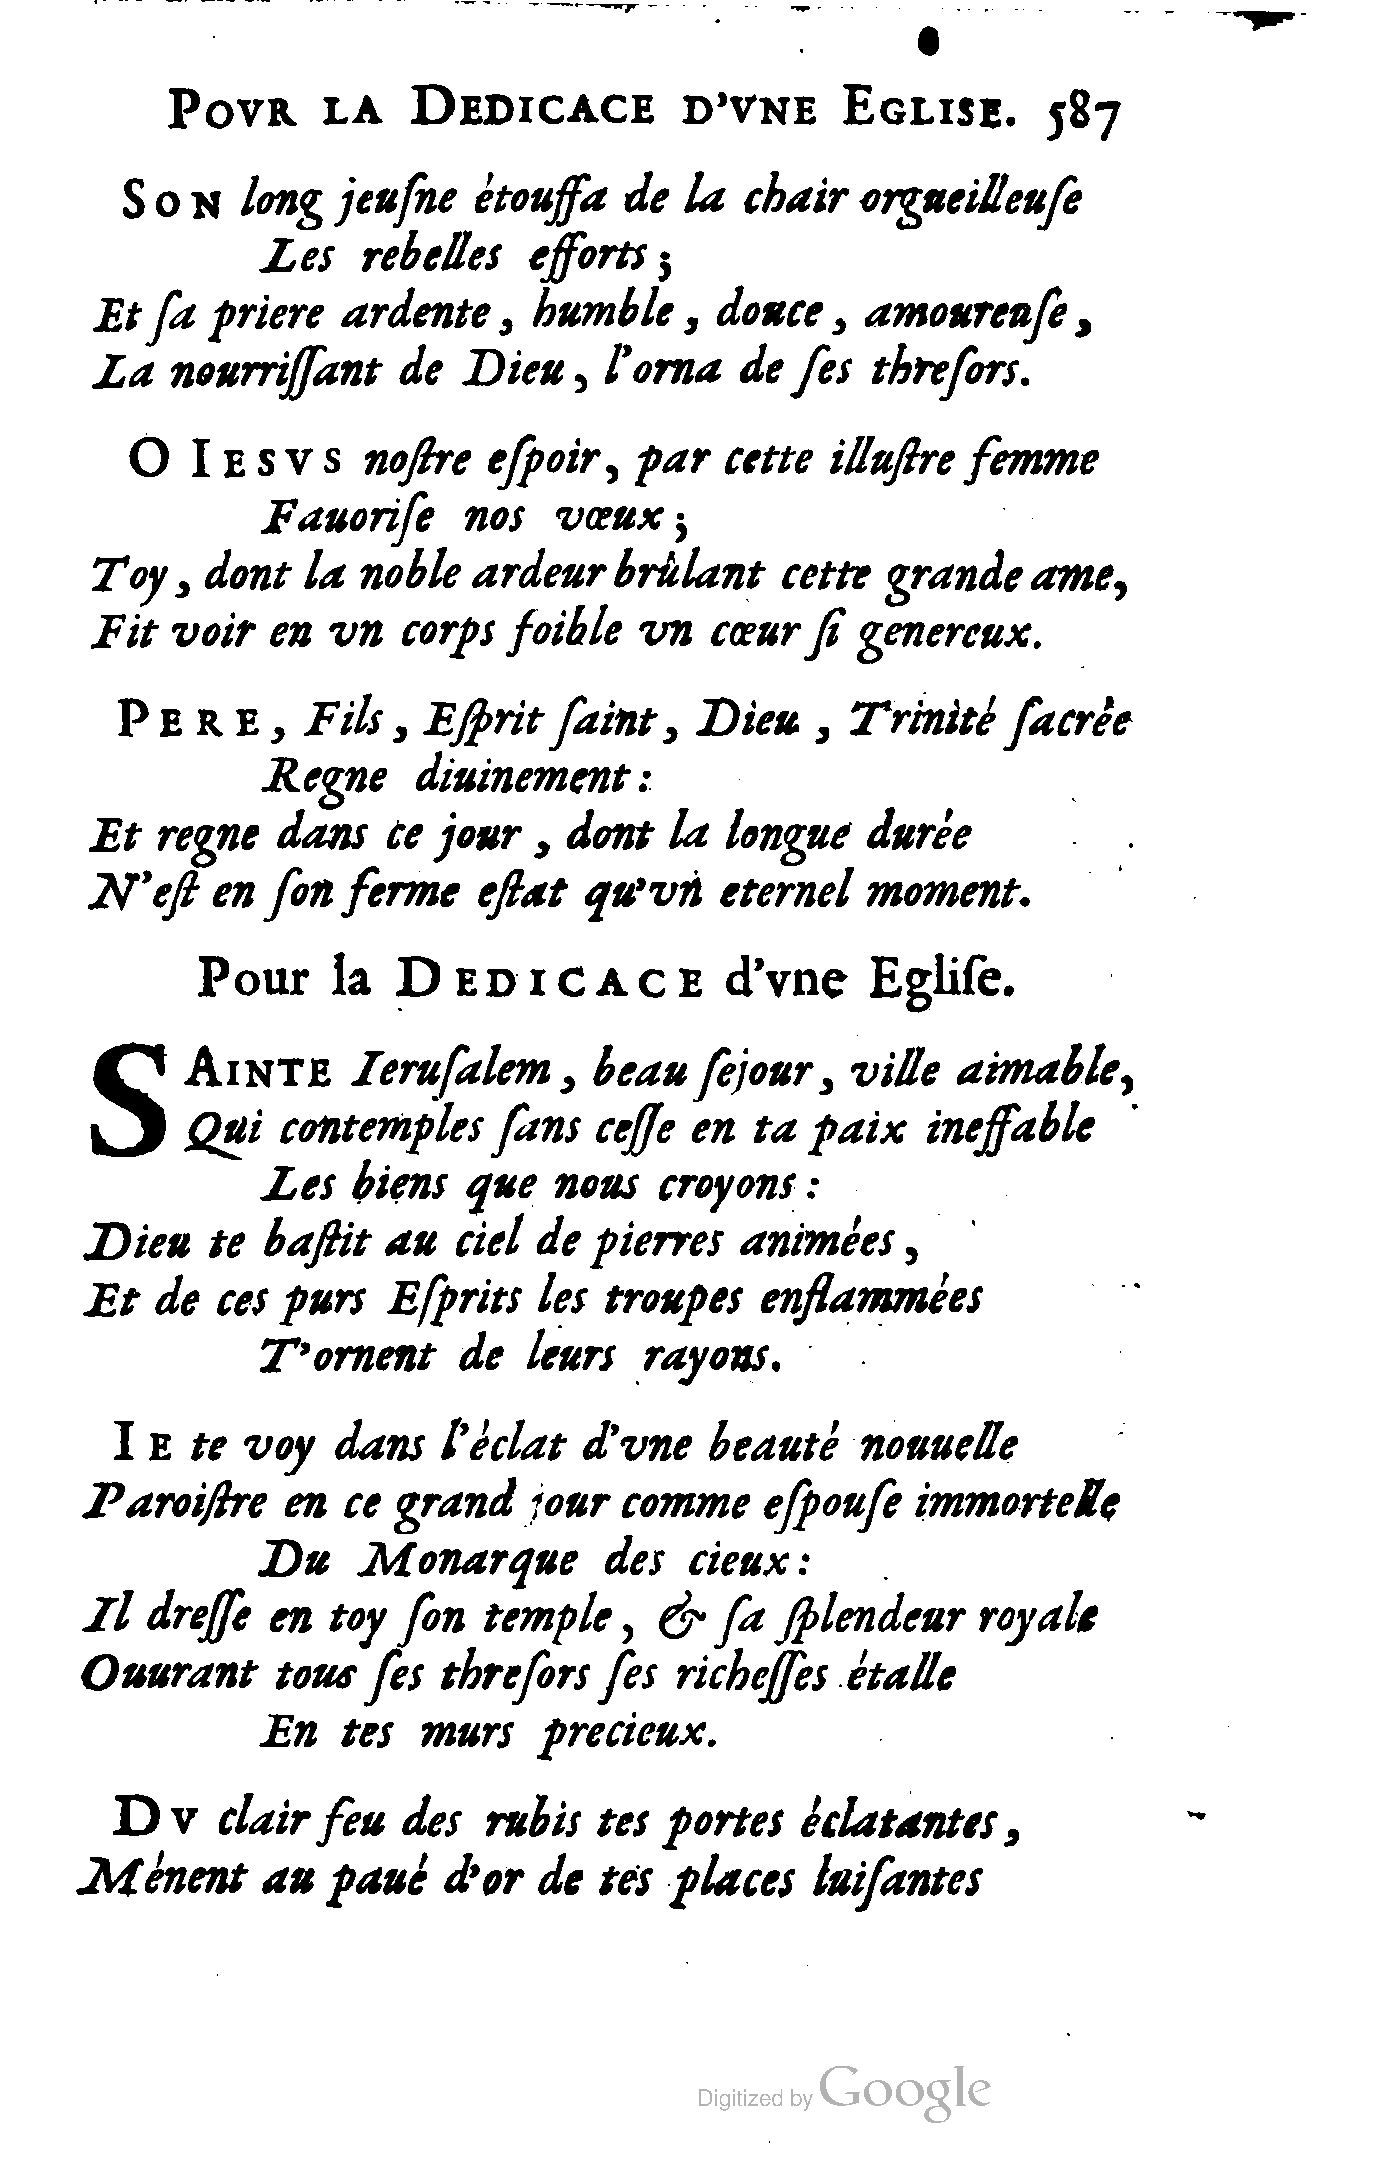 POVR LA DEDICACE D'VNE EGLISE. 587
SON long jeuſne étouffa de la chair orgueilleuſe
Les rebelles efforts ;
Et ſa priere ardente , humble , douce , amoureuſe ,
La nourriſſant de Dieu , l'orna de ſes threſors.
O IESVS noſtre eſpoir, par cette illuſtre femme
Fauoriſe nos vœux ;
Toy , dont la noble ardeur brûlant cette grande ame,
Fit voir en vn corps foible vn cœur ſi genereux.
PERE , Fils , Eſprit ſaint , Dieu , Trinité ſacrée
Regne diuinement :
Et regne dans ce jour , dont la longue durée
N'eſt en ſon ferme eſtat qu'vn eternel moment.
Pour la DEDICACE d'vne Egliſe.
SAINTE Ieruſalem , beau ſejour , ville aimable,
Qui contemples ſans ceſſe en ta paix ineffable
Les biens que nous croyons :
Dieu te baſtit au ciel de pierres animées ,
Et de ces purs Eſprits les troupes enflammées
T'ornent de leurs rayons.
IE te voy dans l'éclat d'vne beauté nouuelle
Paroiſtre en ce grand jour comme eſpouſe immortelle
Du Monarque des cieux :
Il dreſſe en toy ſon temple , & ſa ſplendeur royale
Ouurant tous ſes threſors ſes richeſſes étalle
En tes murs precieux.
DV clair feu des rubis tes portes éclatantes ,
Ménent au paué d'or de tes places luiſantes
Digitized by Google